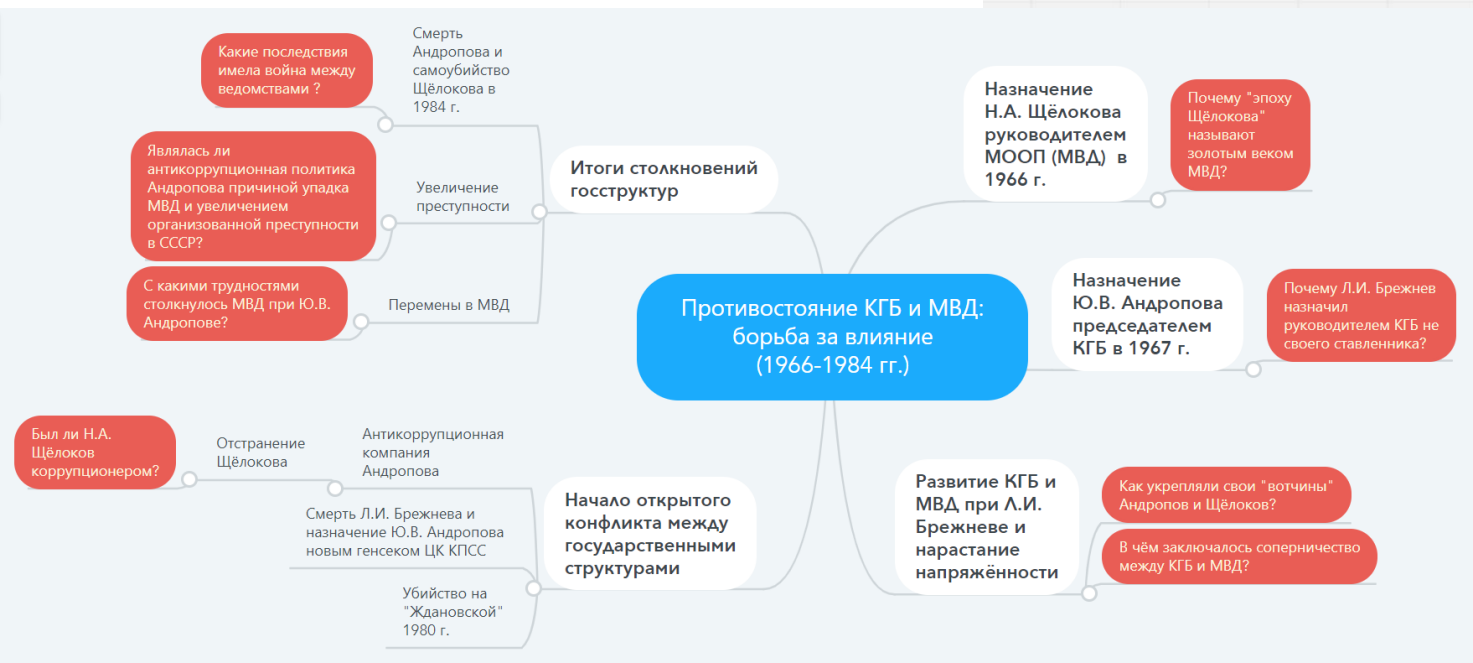 Противостояние КГБ и МВД:
борьба за влияние
(1966-1984 гг.)
Назначение
Н.А. Щёлокова
руководителем
МООП (МВД) в
1966 г.
Почему "эпоху
Щёлокова"
называют
золотым веком
МВД?
Назначение
Ю.В. Андропова
председателем
КГБ в 1967 г.
Почему Л.И. Брежнев
назначил
руководителем КГБ не
своего ставленника?
Развитие КГБ и
МВД при Л.И.
Брежневе и
нарастание
напряжённости
Как укрепляли свои "вотчины"
Андропов и Щёлоков?
В чём заключалось соперничество
между КГБ и МВД?
Начало открытого
конфликта между
государственными
структурами
Антикоррупционная
компания
Андропова
Отстранение
Щёлокова
Был ли Н.А.
Щёлоков
коррупционером?
Смерть Л.И. Брежнева и
назначение Ю.В. Андропова
новым генсеком ЦК КПСС
Убийство на
"Ждановской"
1980 г.
Итоги столкновений
госструктур
Смерть
Андропова и
самоубийство
Щёлокова в
1984 г.
Какие последствия
имела война между
ведомствами ?
Увеличение
преступности
Являлась ли
антикоррупционная политика
Андропова причиной упадка
МВД и увеличением
организованной преступности
в СССР?
Перемены в МВД
С какими трудностями
столкнулось МВД при Ю.В.
Андропове?